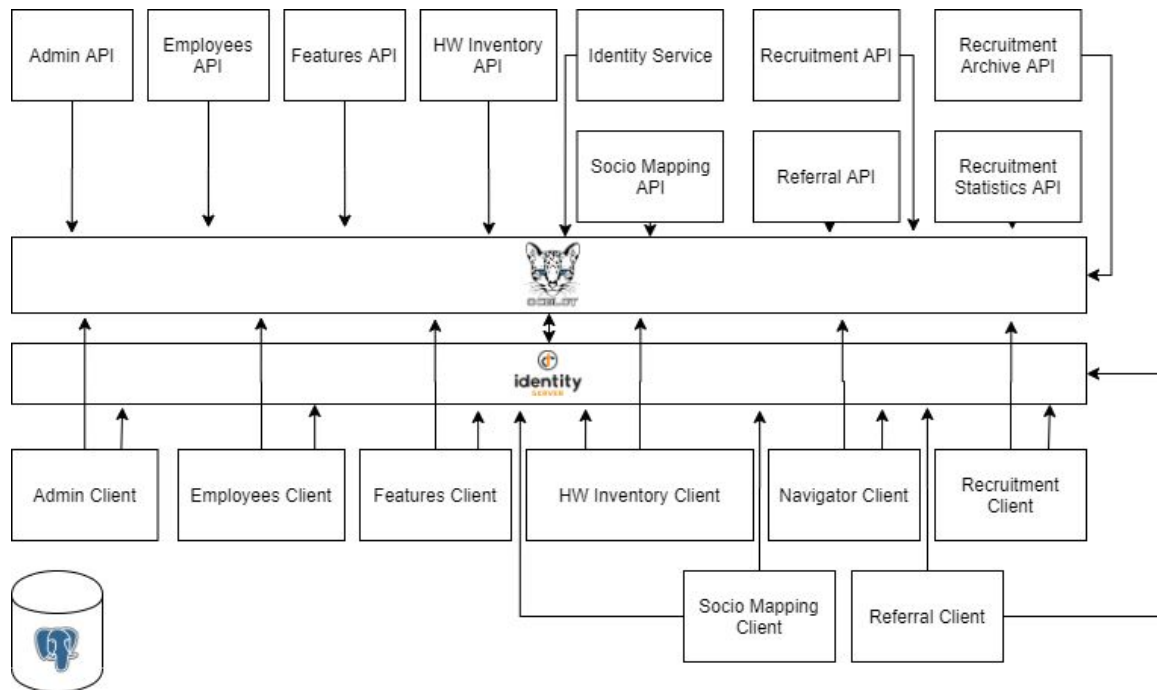 Admin API
Employees
API
Features API
HW Inventory
API
Identity Service
Recruitment API
Recruitment
Archive API
Socio Mapping
API
Referral API
Recruitment
Statistics API
OCELOT
identity
SERVER
Admin Client
Employees Client
Features Client
HW Inventory Client
Navigator Client
Recruitment
Client
Socio Mapping
Client
Referral Client